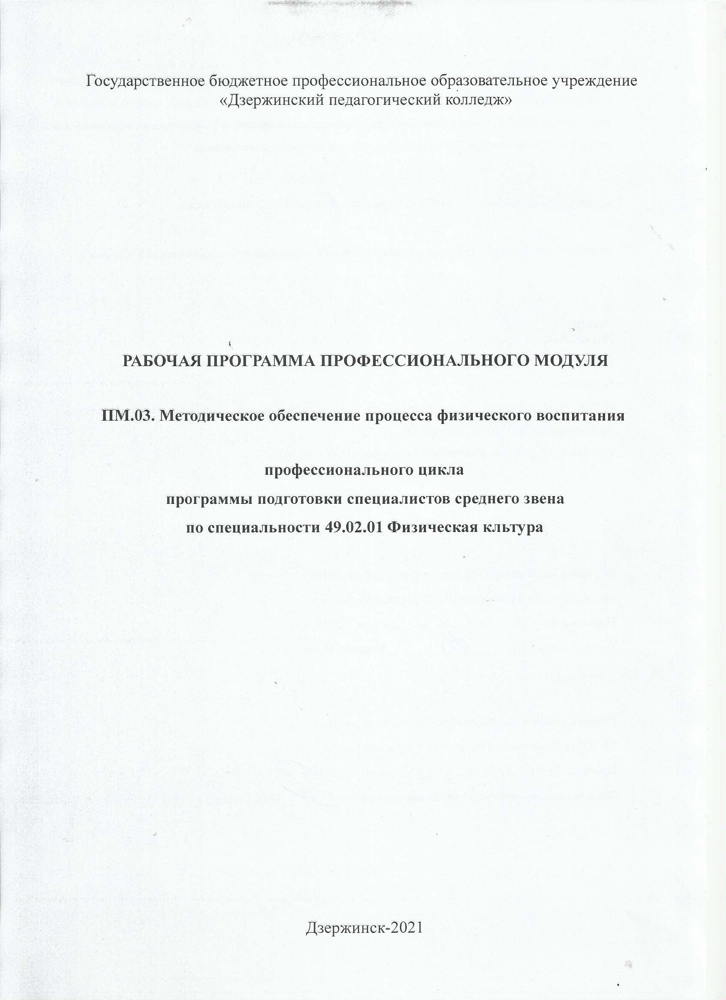 Государственное бюджетное профессиональное образовательное учреждение
«Дзержинский педагогический колледж»
РАБОЧАЯ ПРОГРАММА ПРОФЕССИОНАЛЬНОГО МОДУЛЯ
ПМ.03. Методическое обеспечение процесса физического воспитания
профессионального цикла
программы подготовки специалистов среднего звена
по специальности 49.02.01 Физическая кльтура
Дзержинск-2021